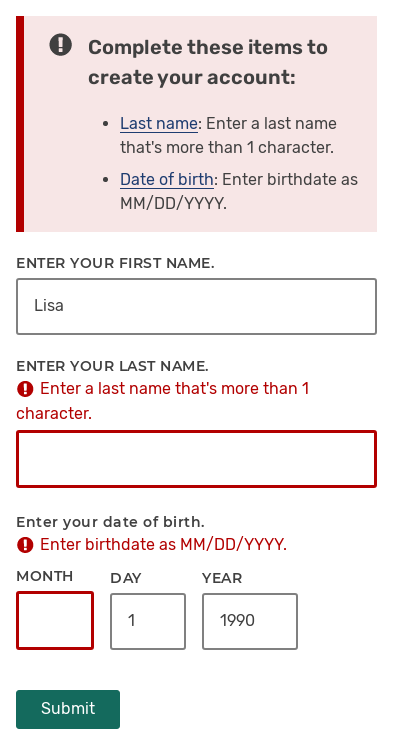 Complete these items to
create your account:
• Last name: Enter a last name
that's more than 1 character.
• Date of birth: Enter birthdate as
MM/DD/YYYY.
ENTER YOUR FIRST NAME.
Lisa
ENTER YOUR LAST NAME.
Enter a last name that's more than 1
character.
Enter your date of birth.
Enter birthdate as MM/DD/YYYY.
MONTH DAY YEAR
1 1990
Submit